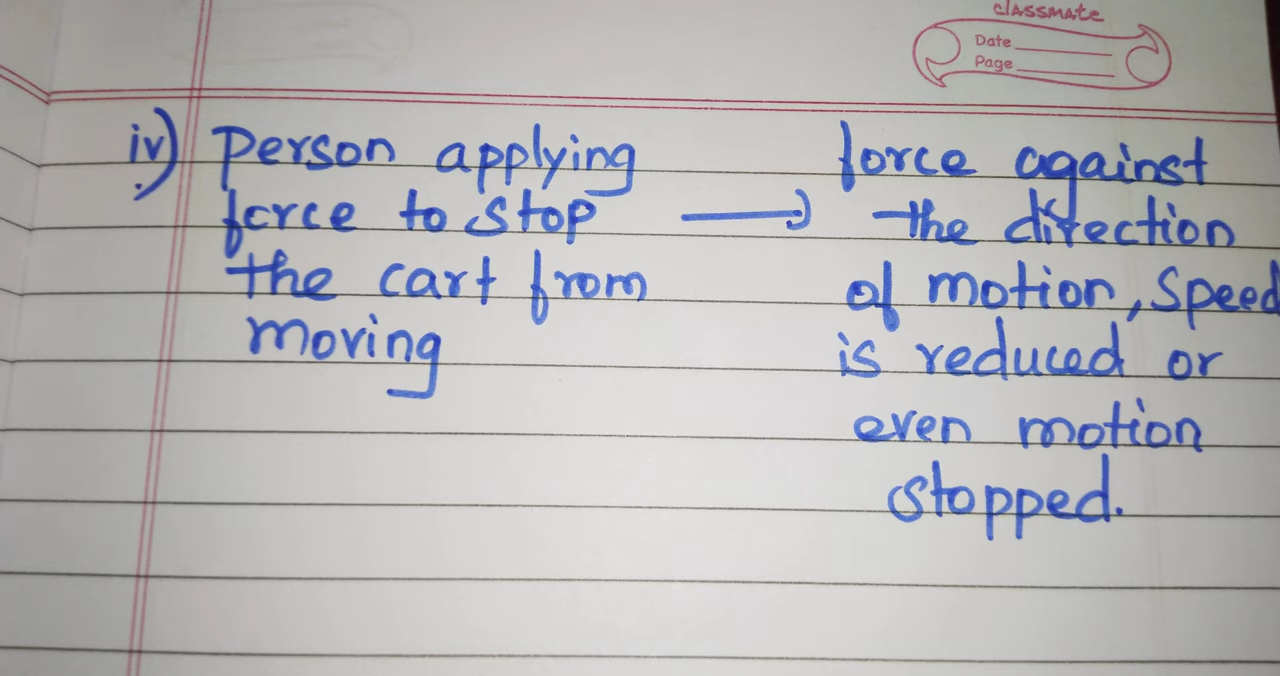 classmate
Date
Page
iv) Person applying
force to stop
the cart from
moving
→
force against
the direction
of motion, Speed
is reduced or
even motion
stopped.